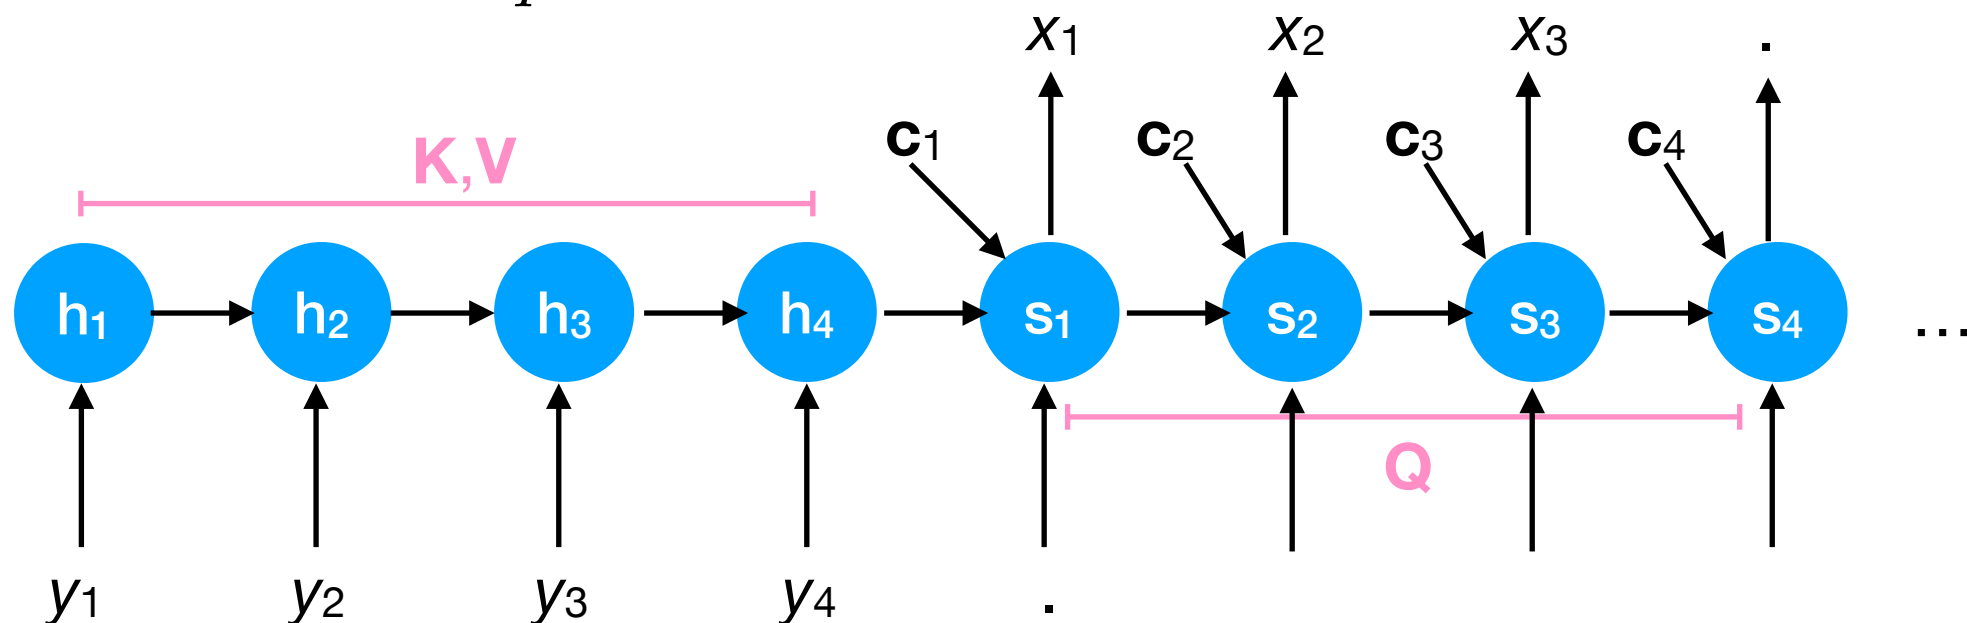 x1 x2 x3 .
c1 c2 c3 c4
K,V
h1 h2 h3 h4 s1 s2 s3 s4 ...
Q
y1 y2 y3 y4 .